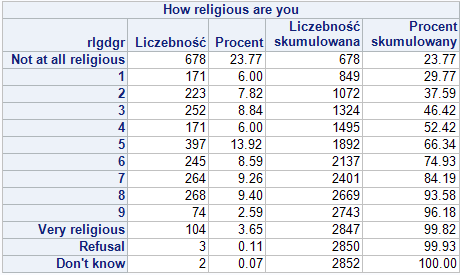 How religious are you
rlgdgr Liczebność Procent Liczebność skumulowana Procent skumulowany
Not at all religious 678 23.77 678 23.77
1 171 6.00 849 29.77
2 223 7.82 1072 37.59
3 252 8.84 1324 46.42
4 171 6.00 1495 52.42
5 397 13.92 1892 66.34
6 245 8.59 2137 74.93
7 264 9.26 2401 84.19
8 268 9.40 2669 93.58
9 74 2.59 2743 96.18
Very religious 104 3.65 2847 99.82
Refusal 3 0.11 2850 99.93
Don't know 2 0.07 2852 100.00